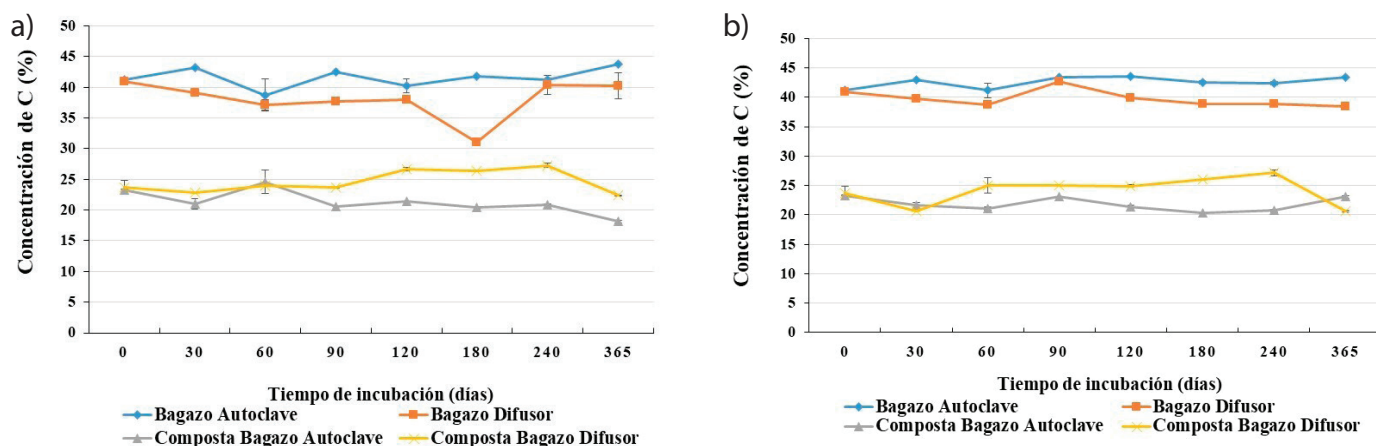 a)
Concentración de C (%)
50
45
40
35
30
25
20
15
10
5
0
0 30 60 90 120 180 240 365
Tiempo de incubación (días)
Bagazo Autoclave Bagazo Difusor
Composta Bagazo Autoclave Composta Bagazo Difusor
b)
Concentración de C (%)
50
45
40
35
30
25
20
15
10
5
0
0 30 60 90 120 180 240 365
Tiempo de incubación (días)
Bagazo Autoclave Bagazo Difusor
Composta Bagazo Autoclave Composta Bagazo Difusor